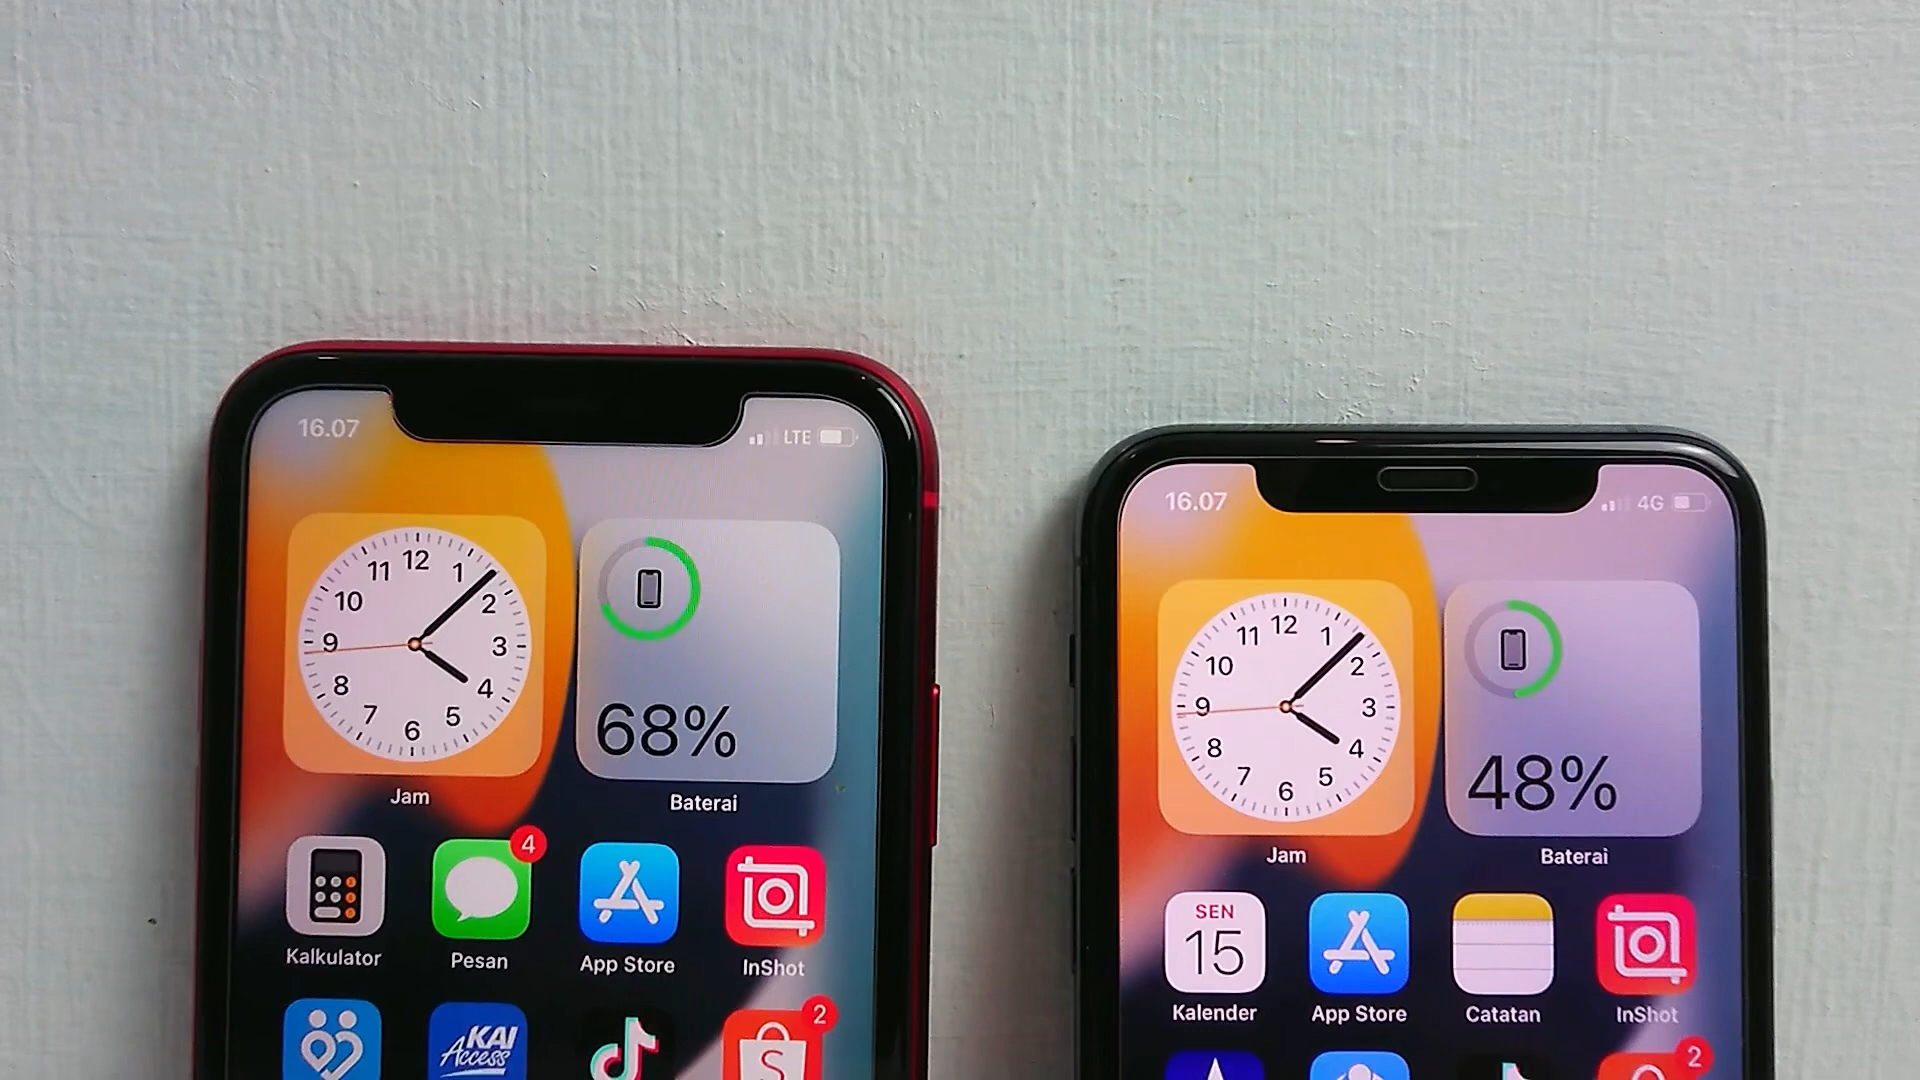 16.07
LTE
12
11
1
10
2
9
3
8
4
7
5
6
68%
Jam
Baterai
4
Kalkulator
Pesan
App Store
InShot
KAI
Access
2
S
16.07
4G
12
11
1
10
2
9
3
8
4
7
5
6
48%
Jam
Baterai
SEN
15
Kalender
App Store
Catatan
InShot
2